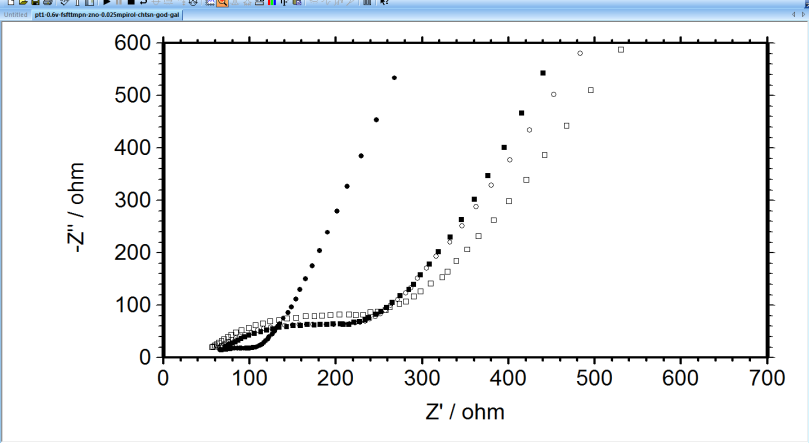 Untitled pt1-0.6v-fsfttmpn-zno-0.025mpirol-chtsn-god-gal
600
500
400
300
200
100
0
-Z'' / ohm
0 100 200 300 400 500 600 700
Z' / ohm